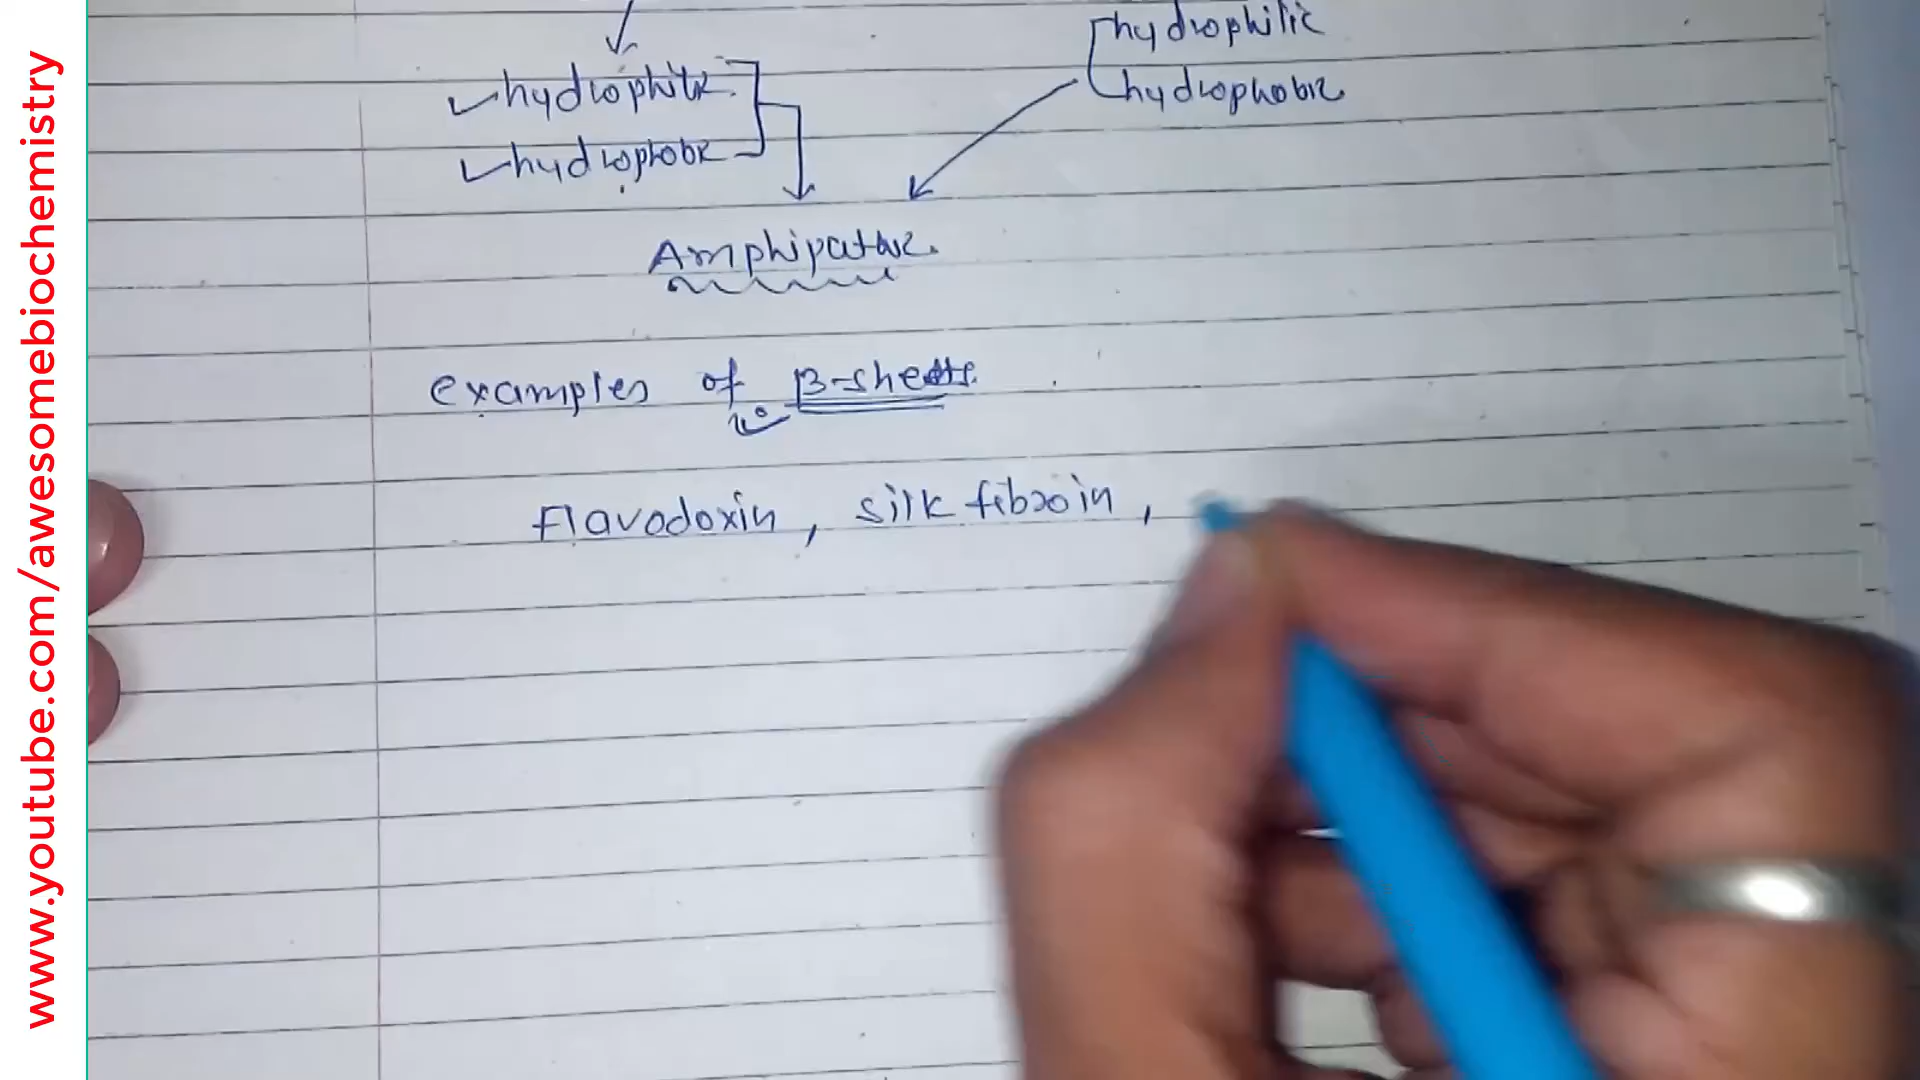 www.youtube.com/awesomebiochemistry
hydrophilic
hydrophobic
hydrophilic
hydrophobic
Amphipathic.
examples of β-sheets.
Flavodoxin, silk fibroin,